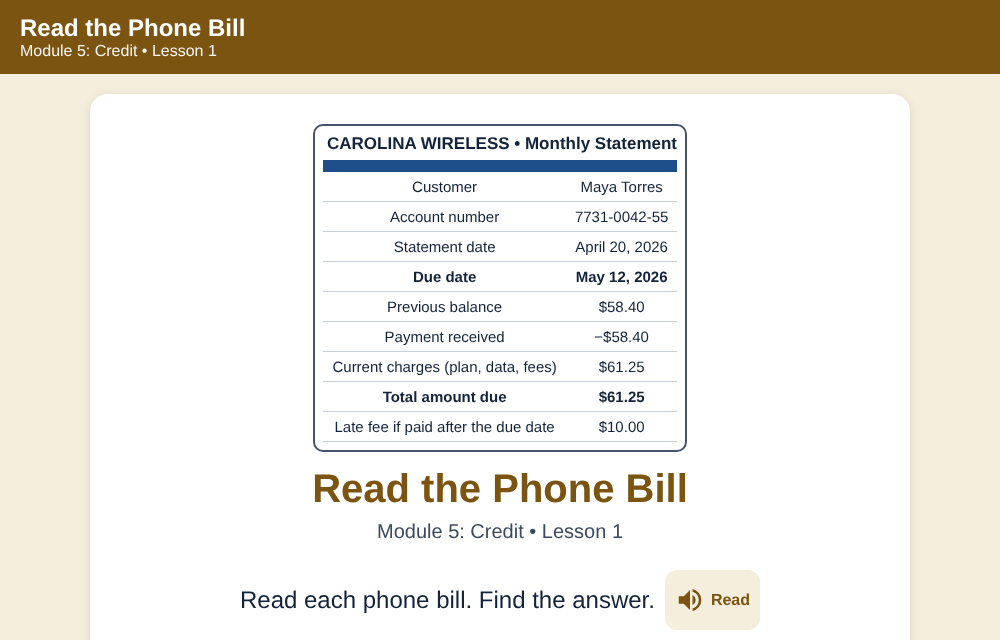 Read the Phone Bill
Module 5: Credit • Lesson 1
CAROLINA WIRELESS • Monthly Statement
Customer Maya Torres
Account number 7731-0042-55
Statement date April 20, 2026
Due date May 12, 2026
Previous balance $58.40
Payment received −$58.40
Current charges (plan, data, fees) $61.25
Total amount due $61.25
Late fee if paid after the due date $10.00
Read the Phone Bill
Module 5: Credit • Lesson 1
Read each phone bill. Find the answer. Read